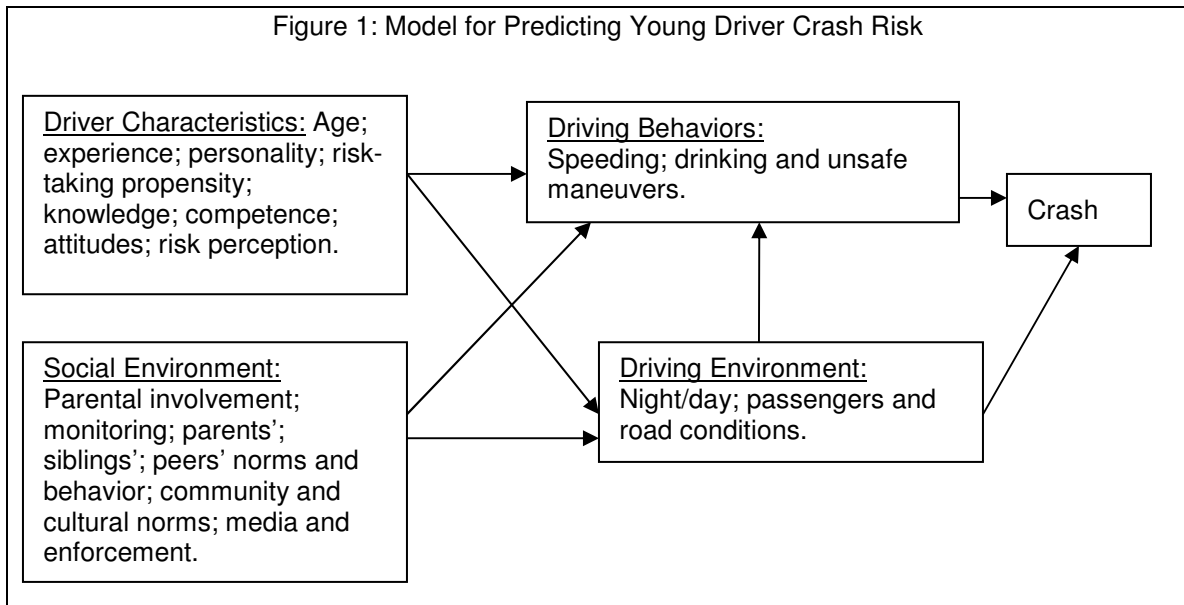 Figure 1: Model for Predicting Young Driver Crash Risk
Driver Characteristics: Age;
experience; personality; risk-
taking propensity;
knowledge; competence;
attitudes; risk perception.
Driving Behaviors:
Speeding; drinking and unsafe
maneuvers.
Crash
Social Environment:
Parental involvement;
monitoring; parents’;
siblings’; peers’ norms and
behavior; community and
cultural norms; media and
enforcement.
Driving Environment:
Night/day; passengers and
road conditions.